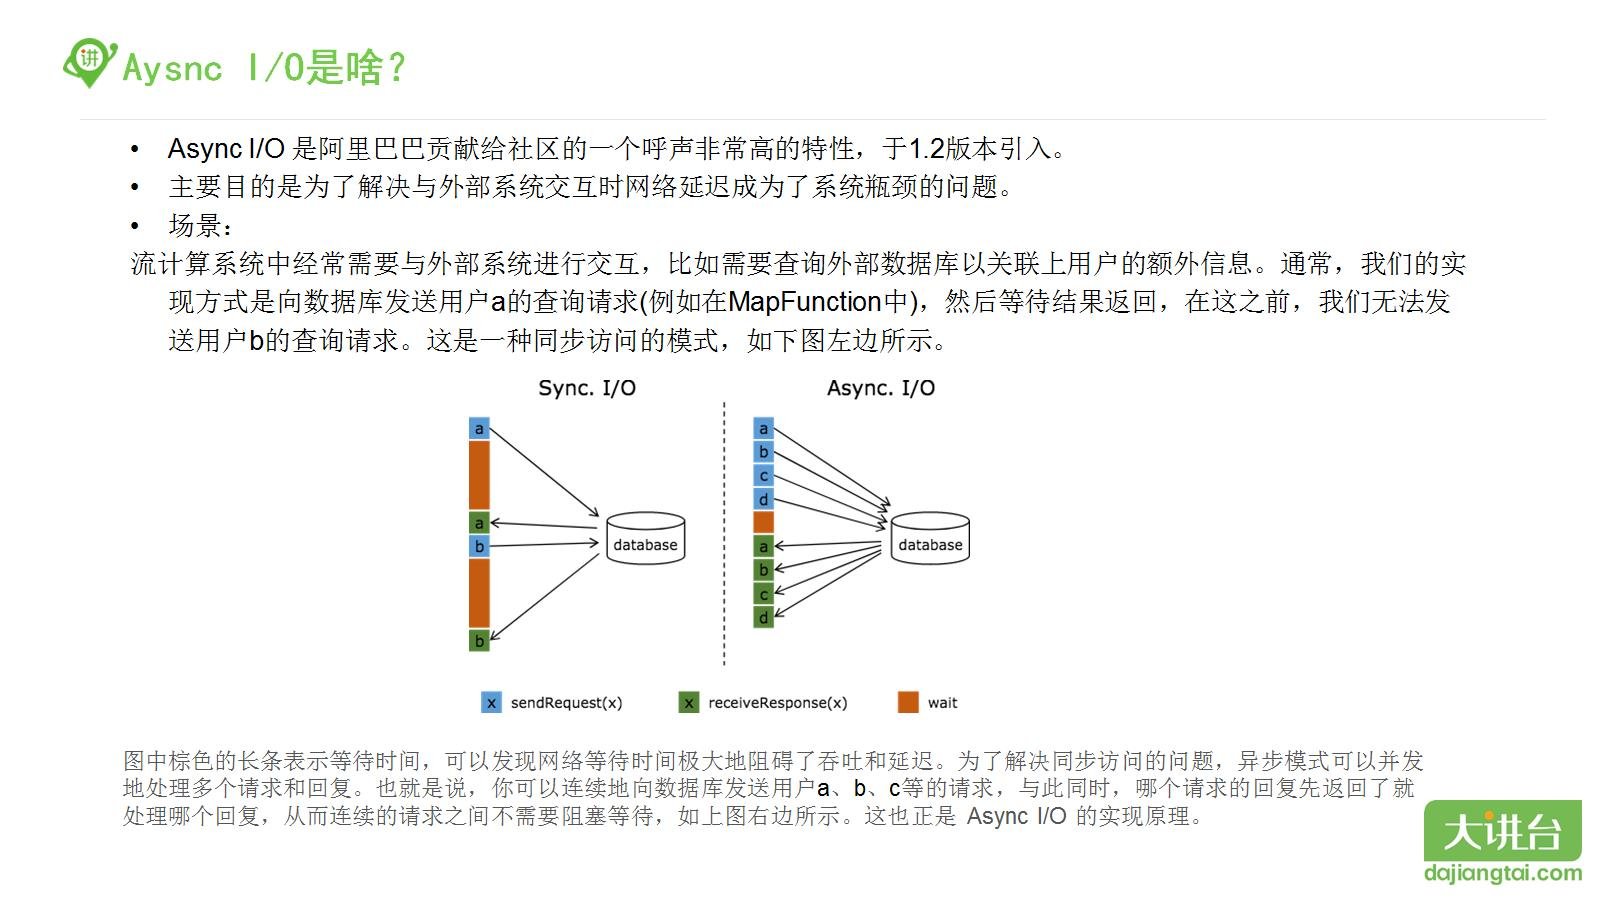 讲
Aysnc I/O是啥？
• Async I/O 是阿里巴巴贡献给社区的一个呼声非常高的特性，于1.2版本引入。
• 主要目的是为了解决与外部系统交互时网络延迟成为了系统瓶颈的问题。
• 场景：
流计算系统中经常需要与外部系统进行交互，比如需要查询外部数据库以关联上用户的额外信息。通常，我们的实
现方式是向数据库发送用户a的查询请求(例如在MapFunction中)，然后等待结果返回，在这之前，我们无法发
送用户b的查询请求。这是一种同步访问的模式，如下图左边所示。
Sync. I/O
a
a
b
b
database
Async. I/O
a
b
c
d
a
b
c
d
database
x sendRequest(x)
x receiveResponse(x)
wait
图中棕色的长条表示等待时间，可以发现网络等待时间极大地阻碍了吞吐和延迟。为了解决同步访问的问题，异步模式可以并发
地处理多个请求和回复。也就是说，你可以连续地向数据库发送用户a、b、c等的请求，与此同时，哪个请求的回复先返回了就
处理哪个回复，从而连续的请求之间不需要阻塞等待，如上图右边所示。这也正是 Async I/O 的实现原理。
大讲台
dajiangtai.com